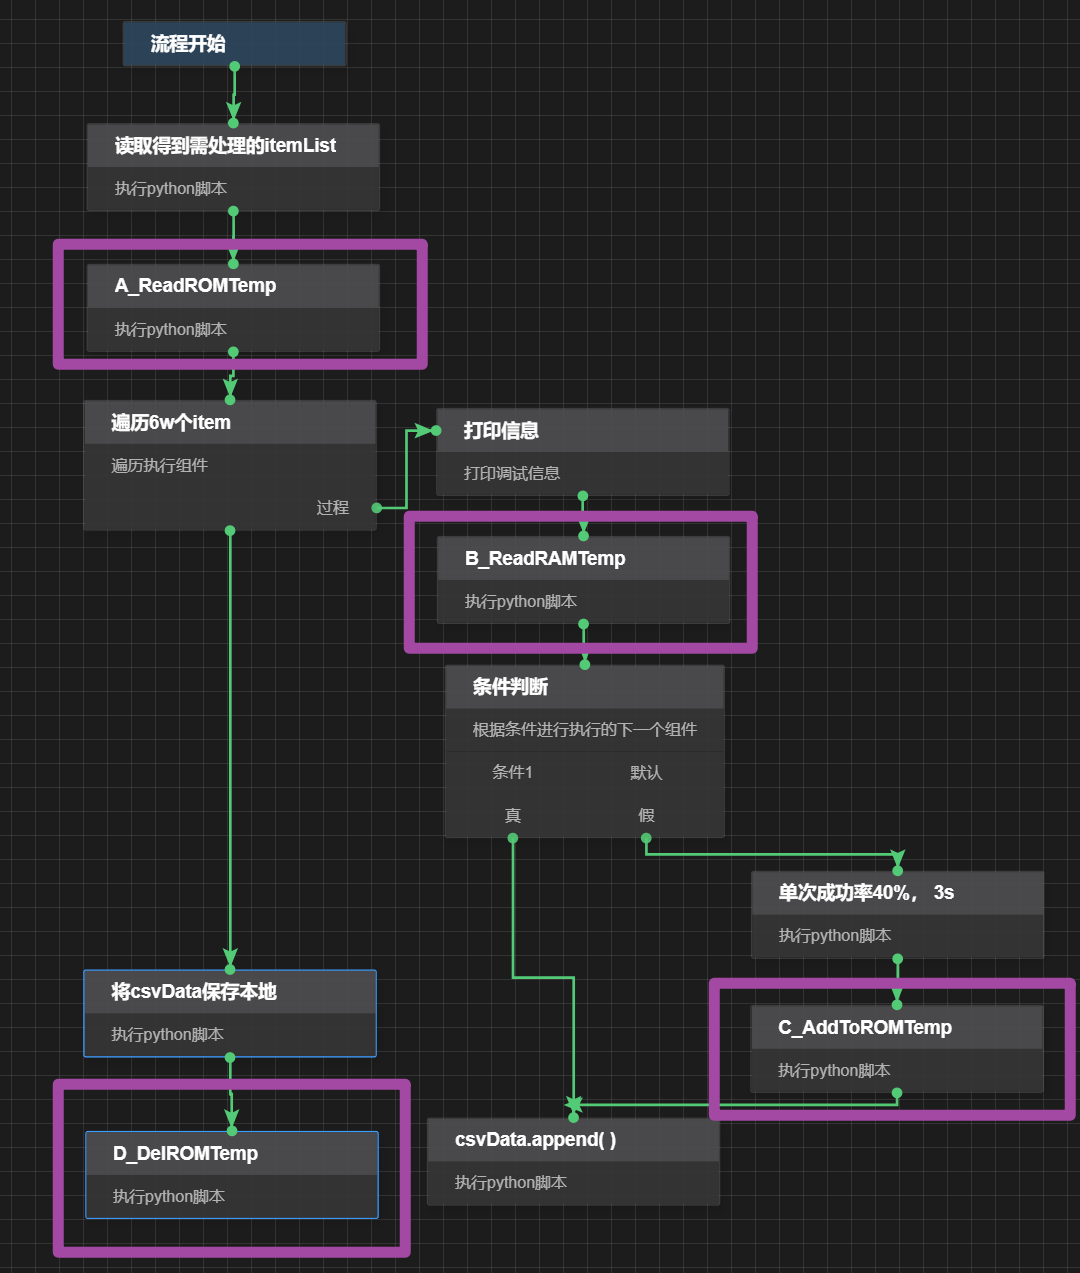 流程开始
读取得到需处理的itemList
执行python脚本
A_ReadROMTemp
执行python脚本
遍历6w个item
遍历执行组件
过程
打印信息
打印调试信息
B_ReadRAMTemp
执行python脚本
条件判断
根据条件进行执行的下一个组件
条件1 默认
真 假
单次成功率40%， 3s
执行python脚本
C_AddToROMTemp
执行python脚本
csvData.append( )
执行python脚本
将csvData保存本地
执行python脚本
D_DelROMTemp
执行python脚本